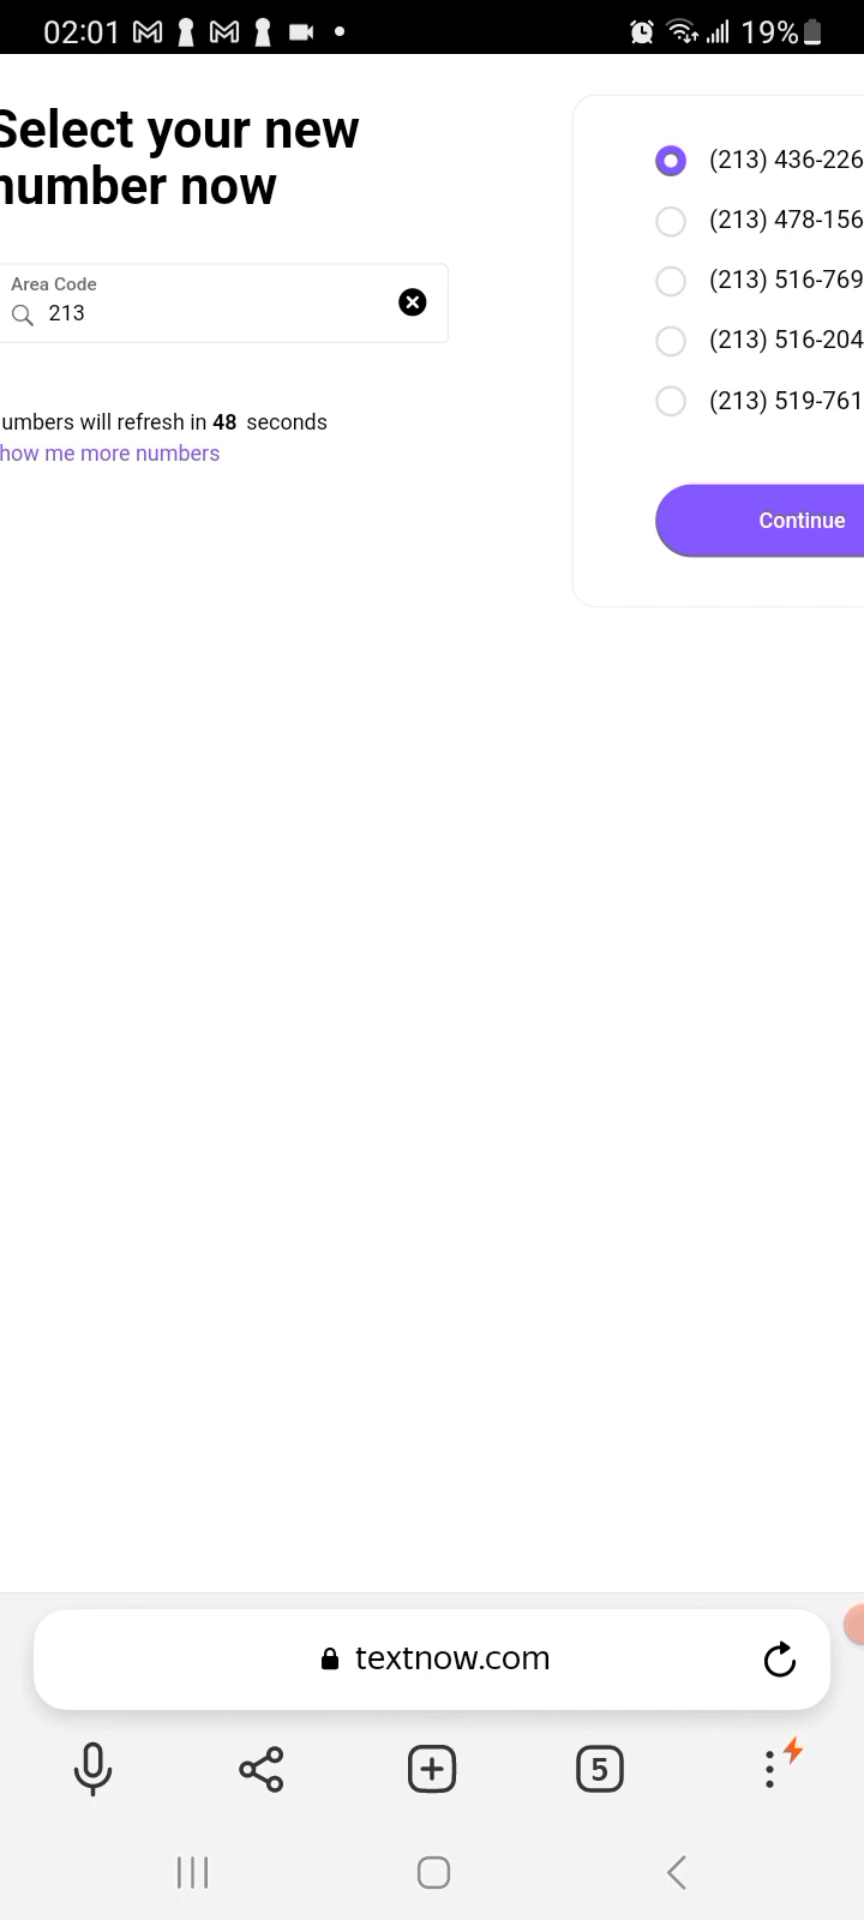 02:01
19%
Select your new
number now
Area Code
213
umbers will refresh in 48 seconds
how me more numbers
(213) 436-226
(213) 478-156
(213) 516-769
(213) 516-204
(213) 519-761
Continue
textnow.com
5